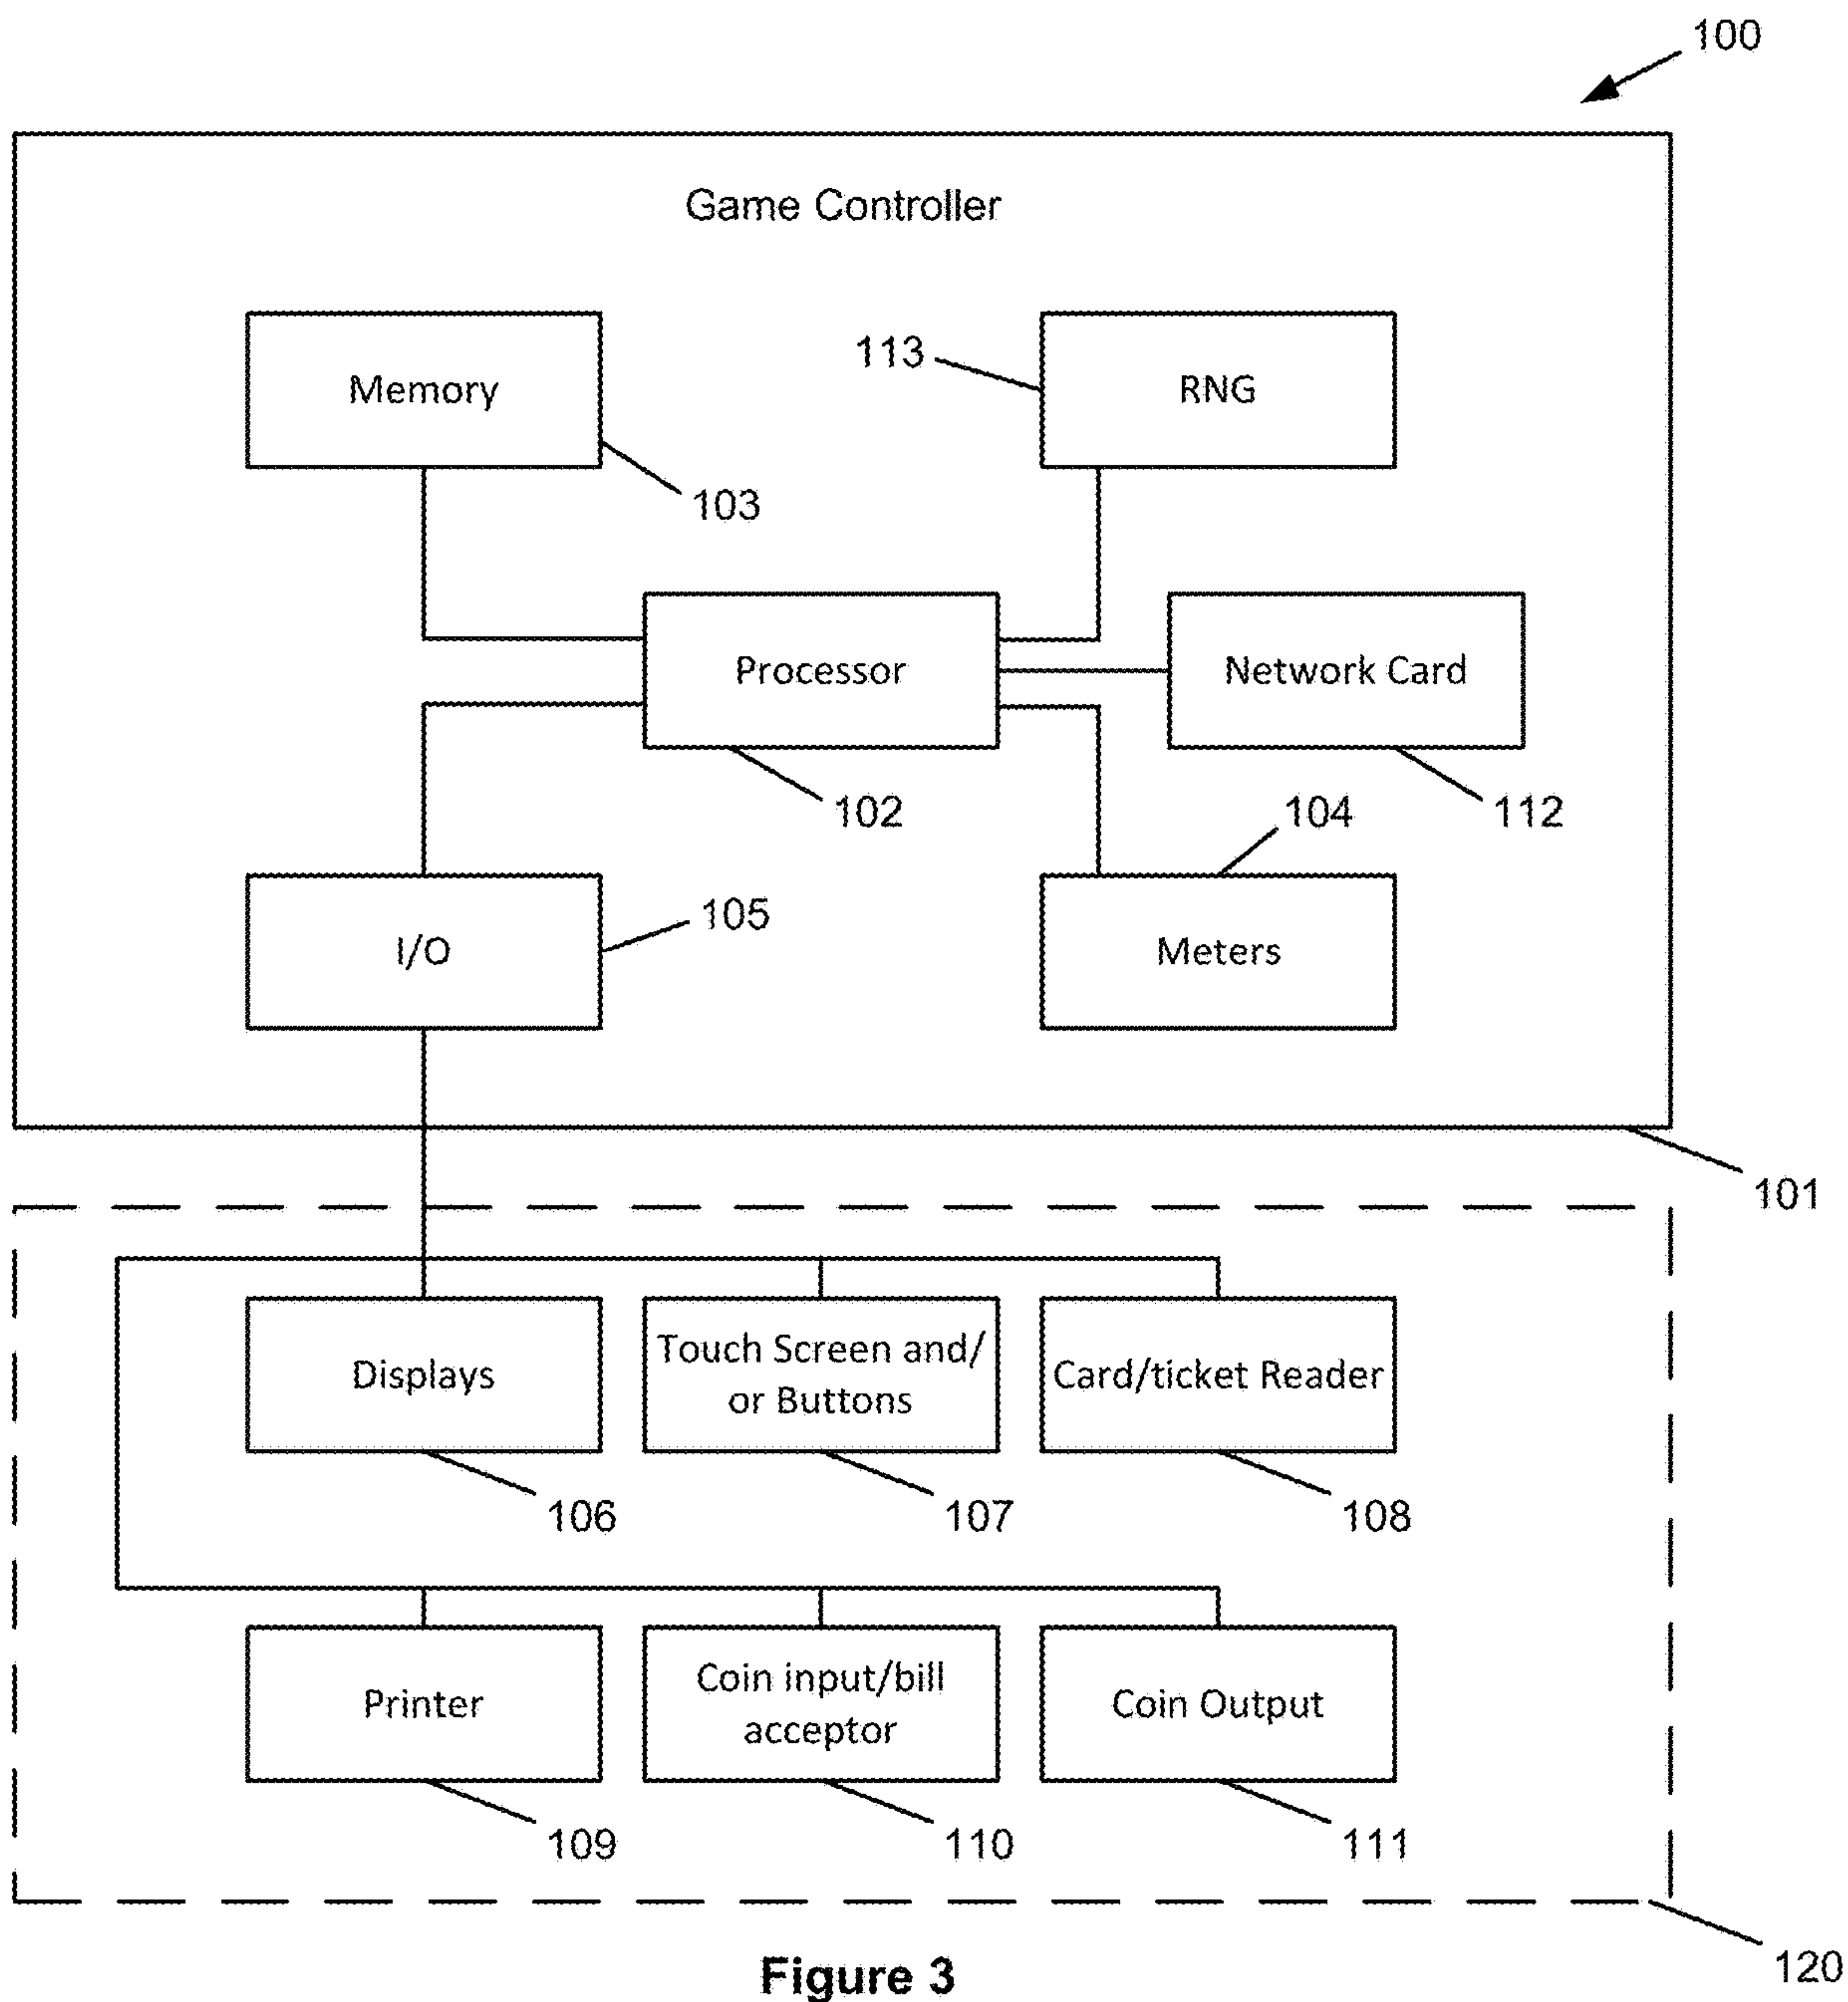 100
Game Controller
Memory
113
RNG
103
Processor
Network Card
102
104
112
105
I/O
Meters
101
Displays
Touch Screen and/
or Buttons
Card/ticket Reader
106
107
108
Printer
Coin input/bill
acceptor
Coin Output
109
110
111
120
Figure 3